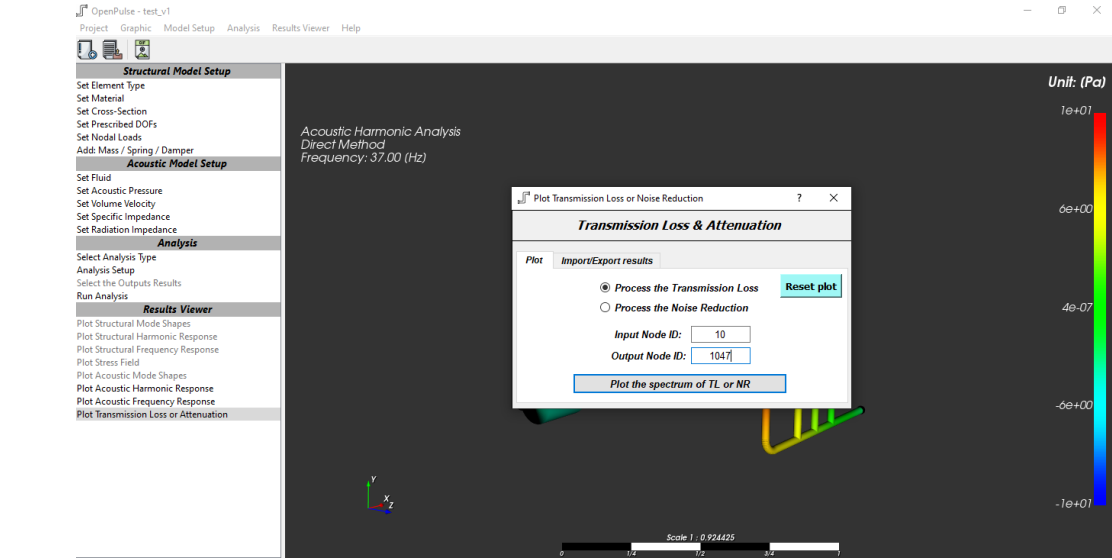 OpenPulse - test_v1
Project Graphic Model Setup Analysis Results Viewer Help
Structural Model Setup
Set Element Type
Set Material
Set Cross-Section
Set Prescribed DOFs
Set Nodal Loads
Add: Mass / Spring / Damper
Acoustic Model Setup
Set Fluid
Set Acoustic Pressure
Set Volume Velocity
Set Specific Impedance
Set Radiation Impedance
Analysis
Select Analysis Type
Analysis Setup
Select the Outputs Results
Run Analysis
Results Viewer
Plot Structural Mode Shapes
Plot Structural Harmonic Response
Plot Structural Frequency Response
Plot Stress Field
Plot Acoustic Mode Shapes
Plot Acoustic Harmonic Response
Plot Acoustic Frequency Response
Plot Transmission Loss or Attenuation
Acoustic Harmonic Analysis
Direct Method
Frequency: 37.00 (Hz)
Plot Transmission Loss or Noise Reduction ?
Transmission Loss & Attenuation
Plot Import/Export results
Process the Transmission Loss Reset plot
Process the Noise Reduction
Input Node ID: 10
Output Node ID: 1047
Plot the spectrum of TL or NR
Unit: (Pa)
1e+01
6e+00
4e-07
-6e+00
-1e+01
Y
X
Z
Scale 1 : 0.924425
0 1/4 1/2 3/4 1